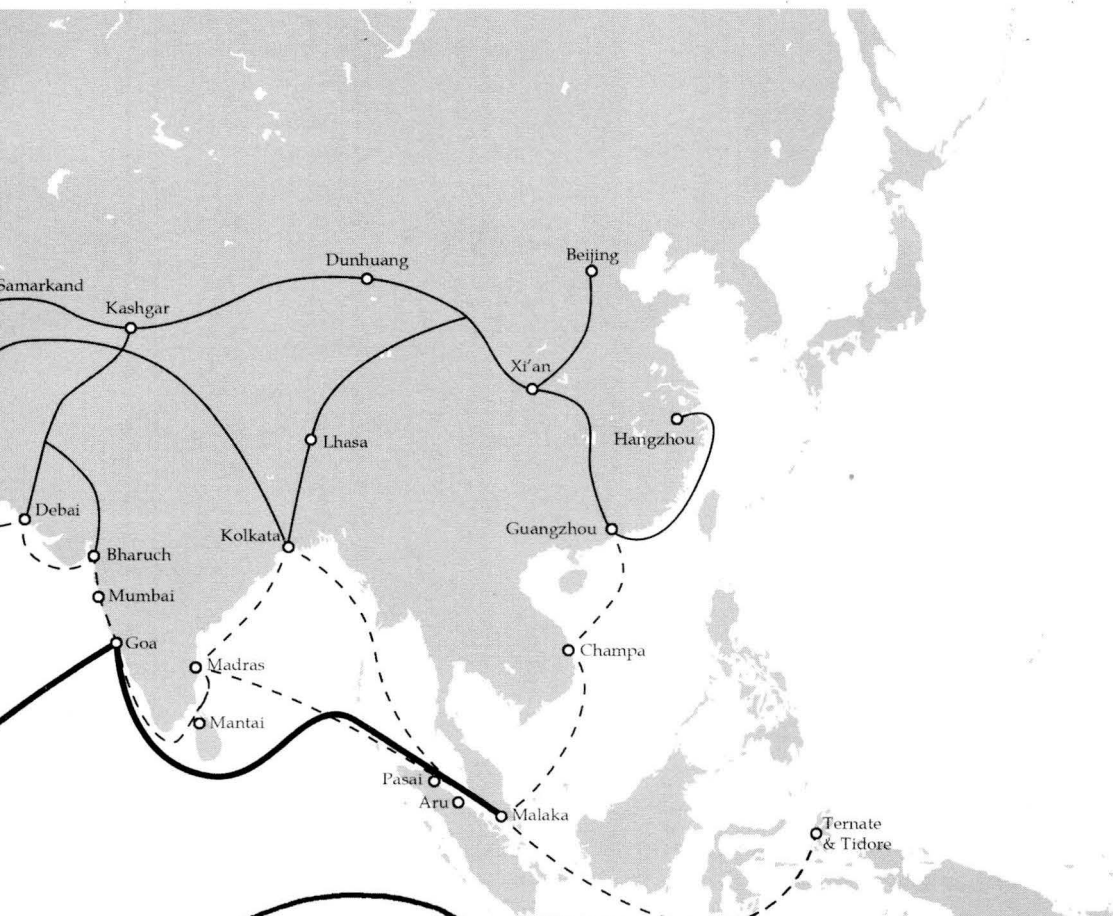 Beijing
Dunhuang
Samarkand
Kashgar
Xi'an
Lhasa
Hangzhou
Debai
Guangzhou
Kolkata
Bharuch
Mumbai
Goa
Champa
Madras
Mantai
Pasai
Aru
Malaka
Ternate
& Tidore